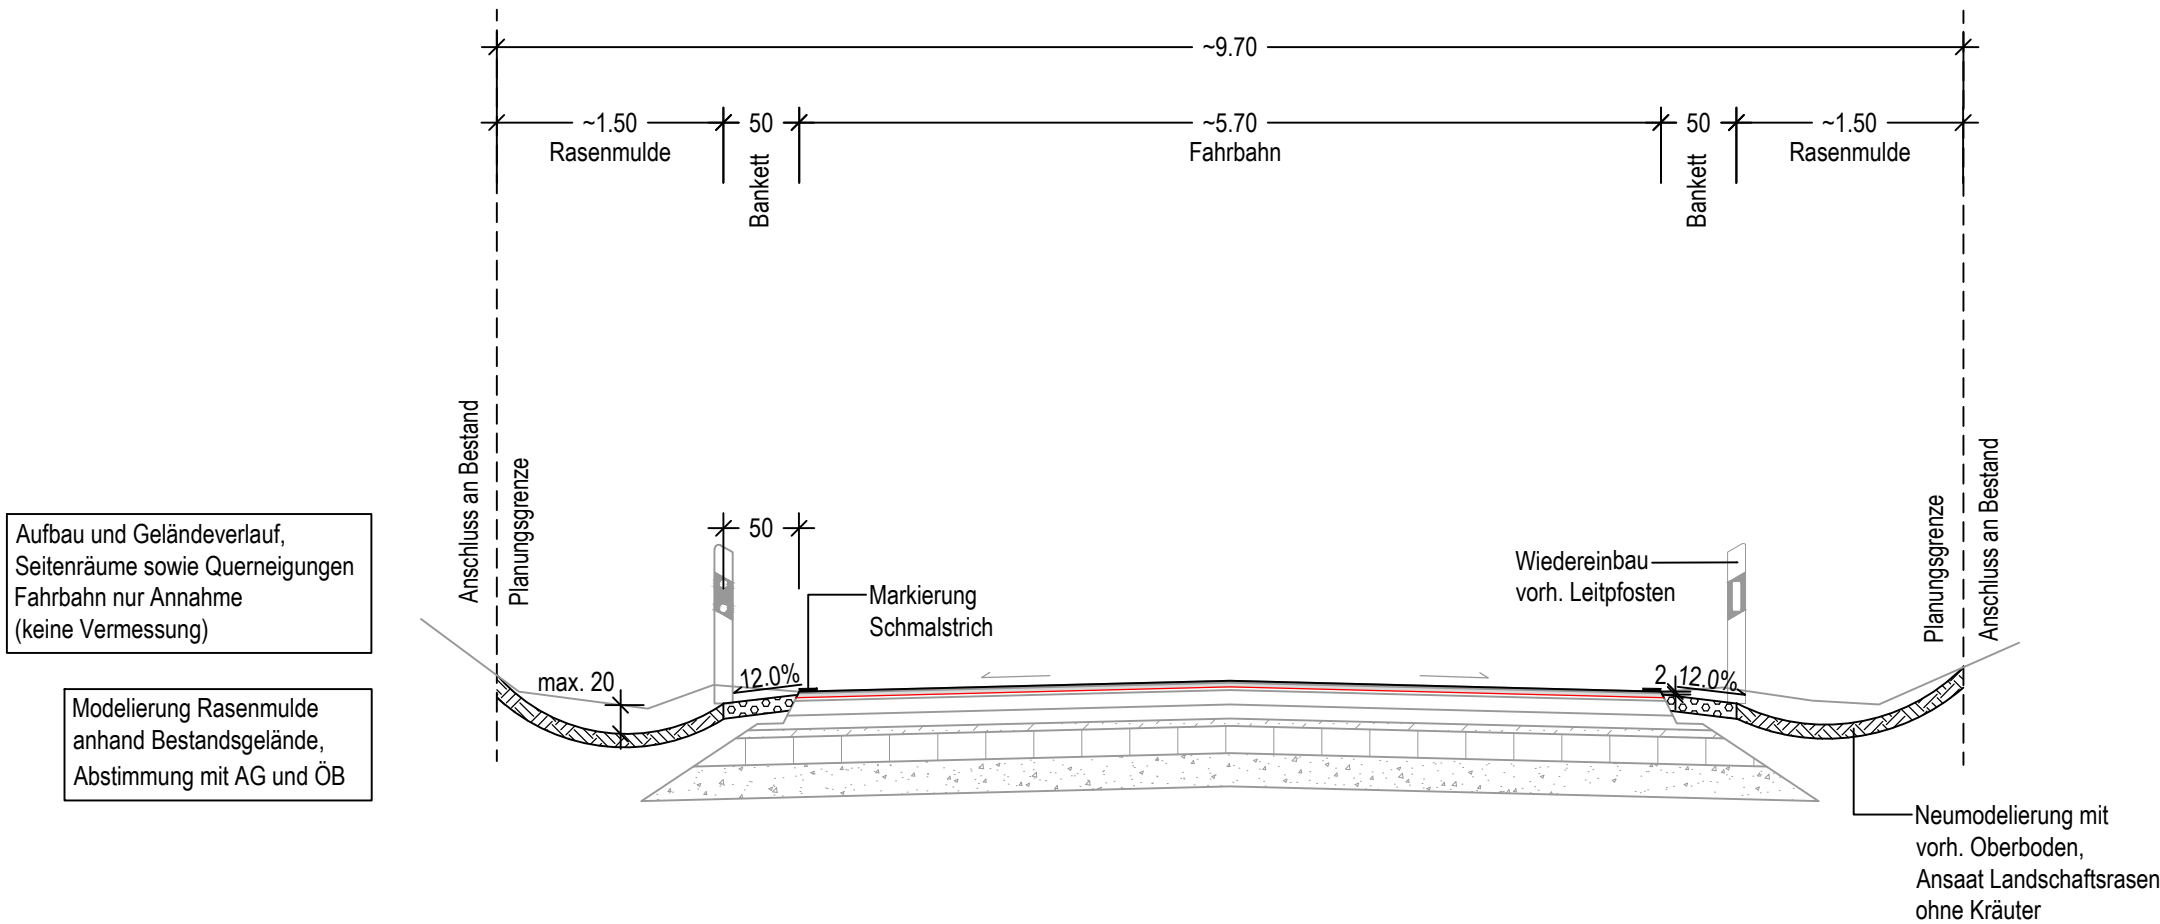 ~9.70
~1.50
50
~5.70
50
~1.50
Rasenmulde
Bankett
Fahrbahn
Bankett
Rasenmulde
Anschluss an Bestand
Planungsgrenze
Planungsgrenze
Anschluss an Bestand
Aufbau und Geländeverlauf,
Seitenräume sowie Querneigungen
Fahrbahn nur Annahme
(keine Vermessung)
50
Markierung
Schmalstrich
Wiedereinbau
vorh. Leitpfosten
max. 20
12.0%
2
12.0%
Modelierung Rasenmulde
anhand Bestandsgelände,
Abstimmung mit AG und ÖB
Neumodelierung mit
vorh. Oberboden,
Ansaat Landschaftsrasen
ohne Kräuter